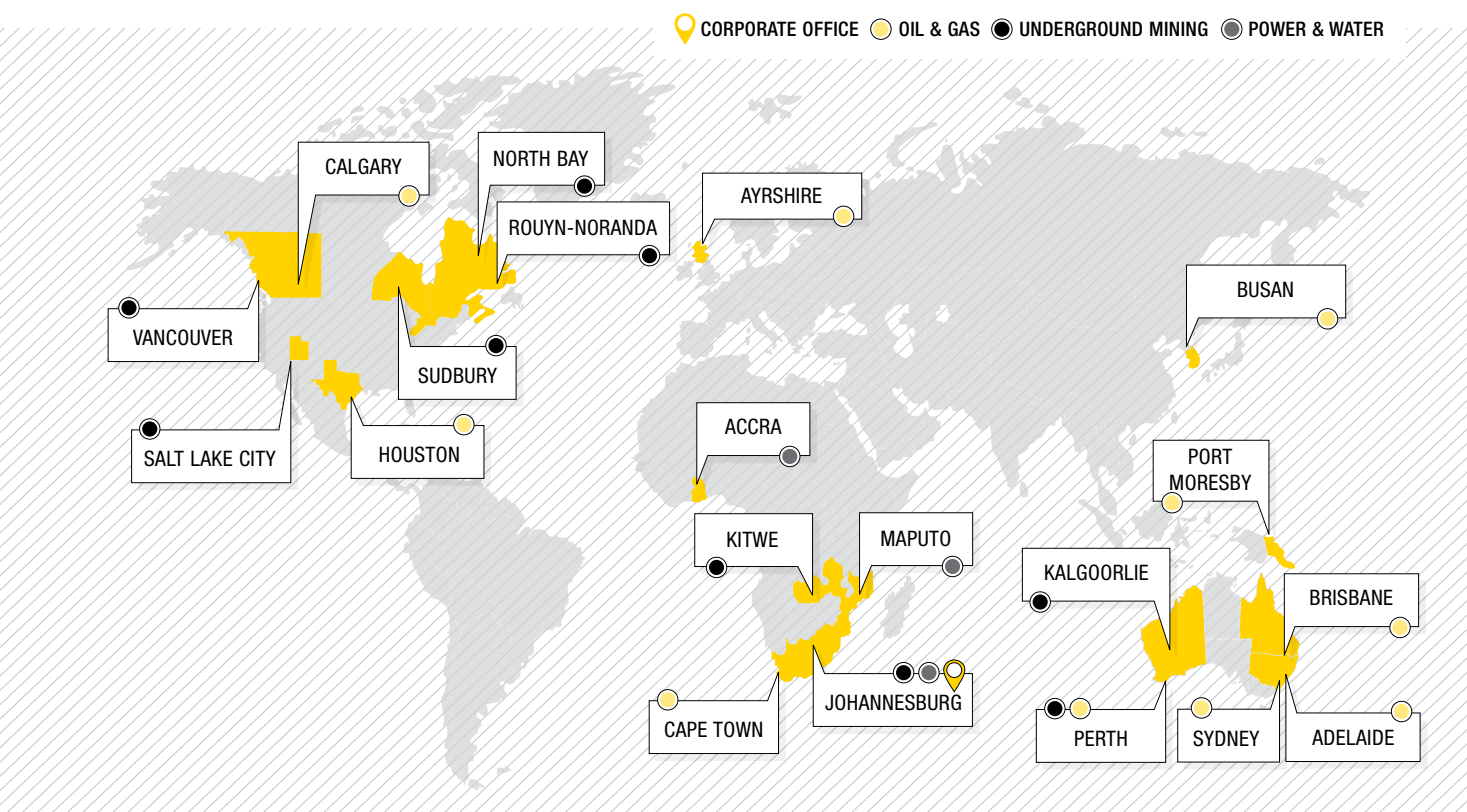 CORPORATE OFFICE OIL & GAS UNDERGROUND MINING POWER & WATER
CALGARY
NORTH BAY
ROUYN-NORANDA
AYRSHIRE
BUSAN
VANCOUVER
SUDBURY
SALT LAKE CITY
HOUSTON
ACCRA
PORT
MORESBY
KITWE
MAPUTO
KALGOORLIE
BRISBANE
CAPE TOWN
JOHANNESBURG
PERTH
SYDNEY
ADELAIDE